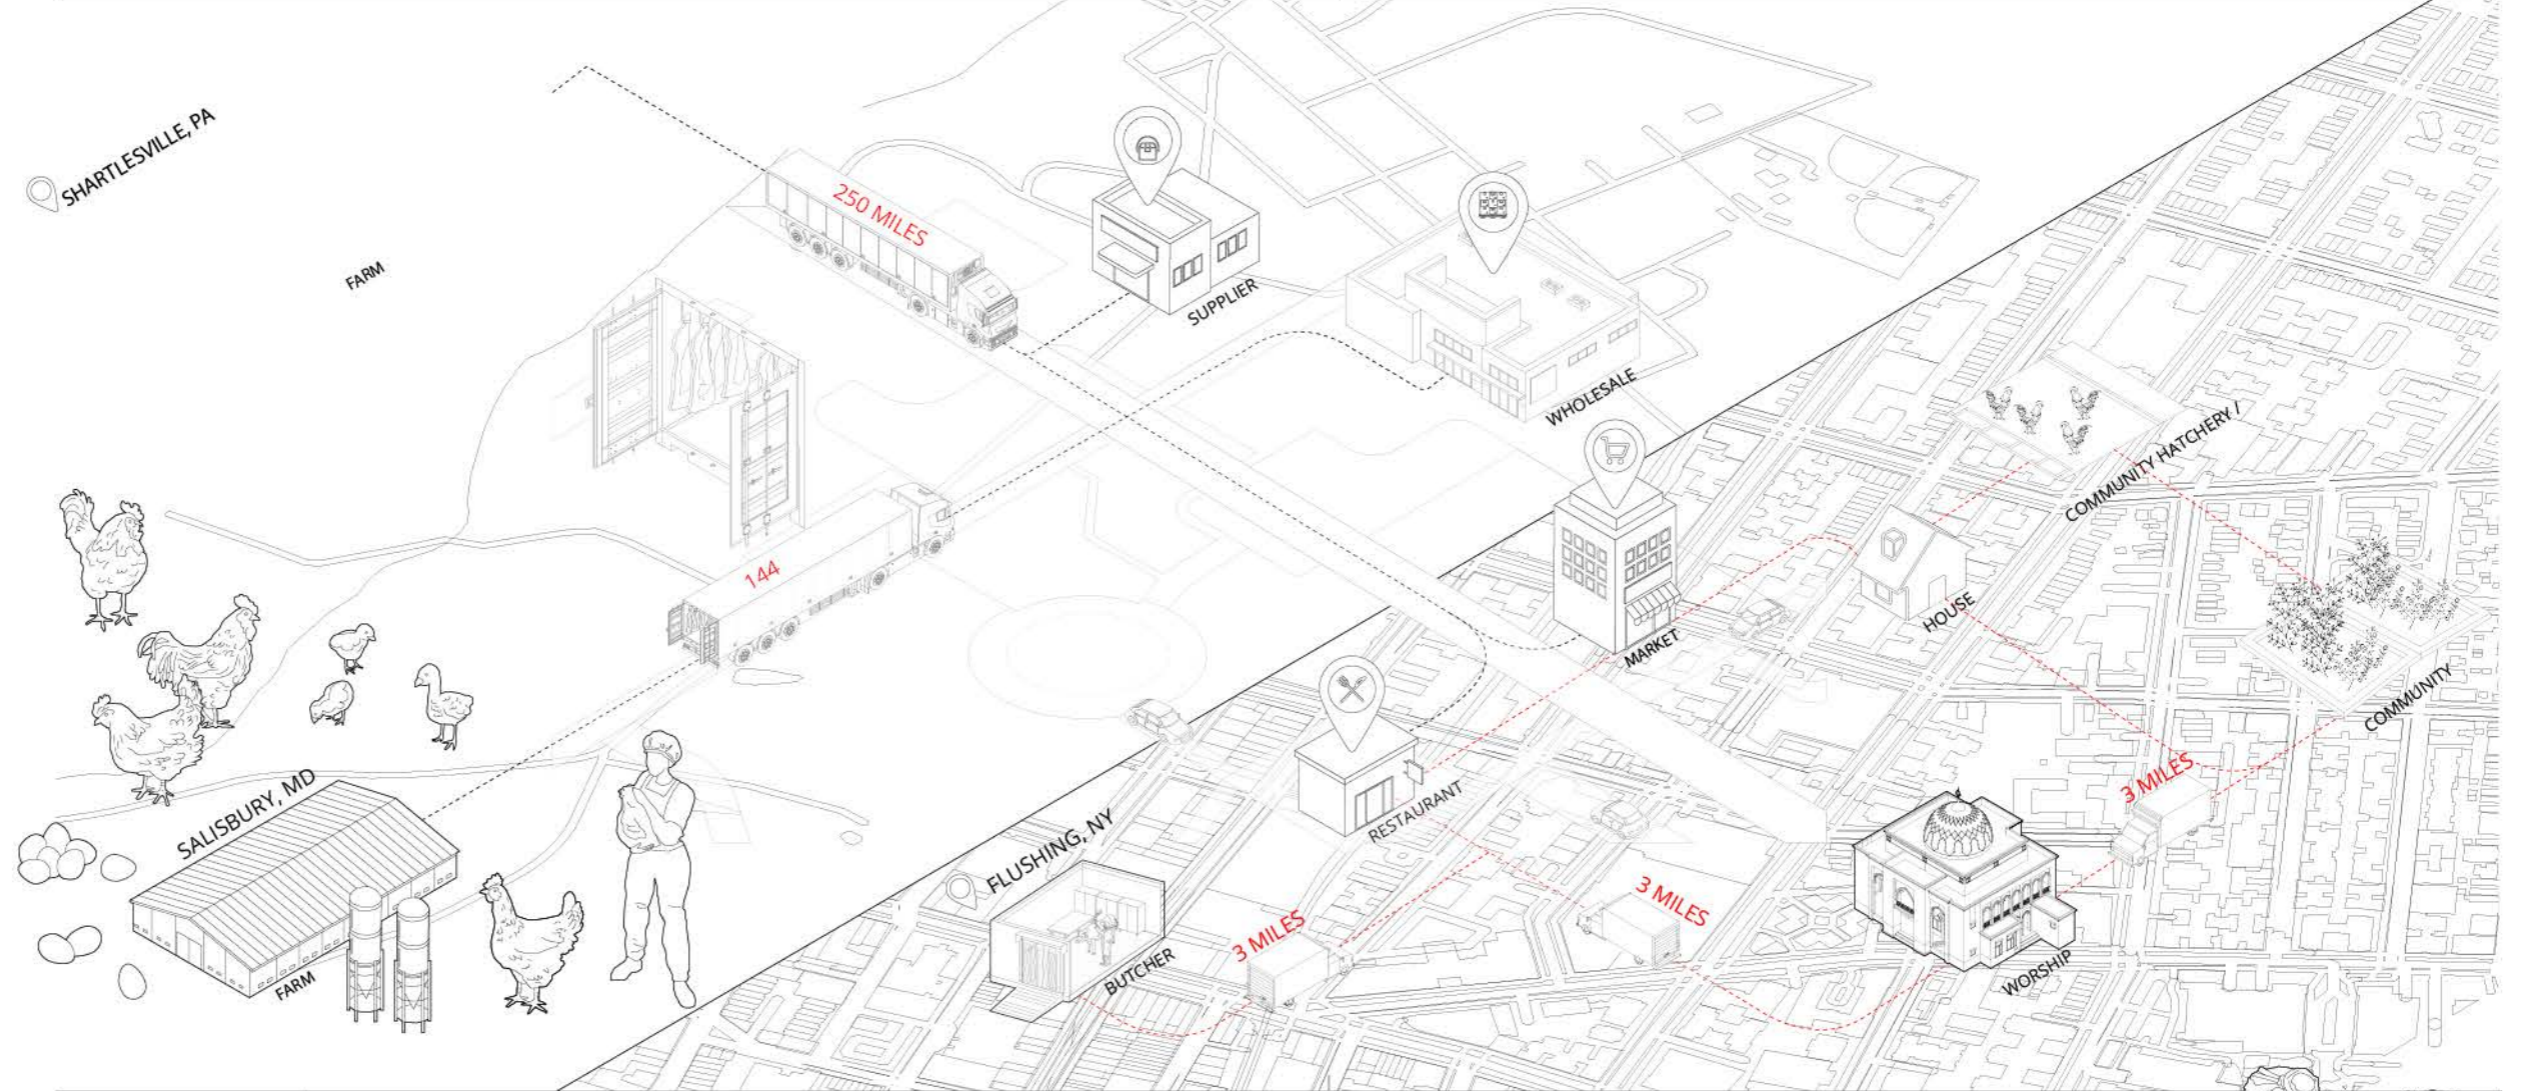 SHARTLESVILLE, PA
FARM
250 MILES
SUPPLIER
WHOLESALE
COMMUNITY HATCHERY /
144
MARKET
HOUSE
COMMUNITY
SALISBURY, MD
FARM
FLUSHING, NY
RESTAURANT
3 MILES
BUTCHER
3 MILES
3 MILES
WORSHIP